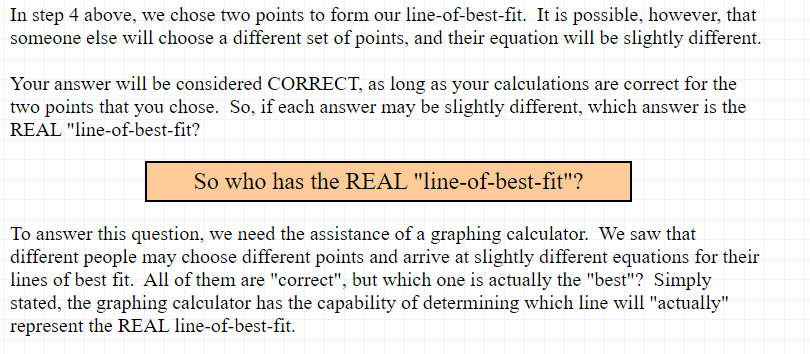 In step 4 above, we chose two points to form our line-of-best-fit.  It is possible, however, that
someone else will choose a different set of points, and their equation will be slightly different.
Your answer will be considered CORRECT, as long as your calculations are correct for the
two points that you chose.  So, if each answer may be slightly different, which answer is the
REAL "line-of-best-fit?
So who has the REAL "line-of-best-fit"?
To answer this question, we need the assistance of a graphing calculator.  We saw that
different people may choose different points and arrive at slightly different equations for their
lines of best fit.  All of them are "correct", but which one is actually the "best"?  Simply
stated, the graphing calculator has the capability of determining which line will "actually"
represent the REAL line-of-best-fit.